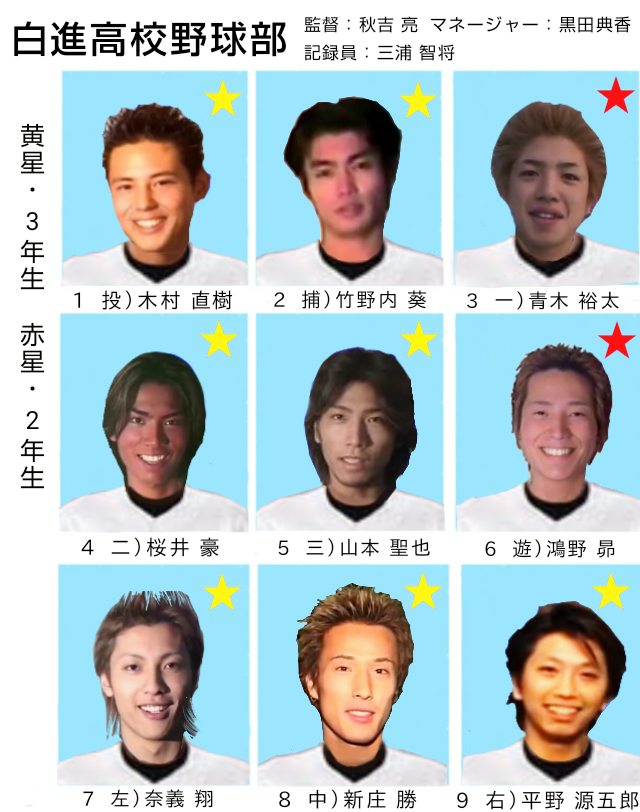 白進高校野球部
監督：秋吉 亮 マネージャー：黒田典香
記録員：三浦 智将
黄星・3年生
赤星・2年生
1 投)木村 直樹
2 捕)竹野内 葵
3 一)青木 裕太
4 二)桜井 豪
5 三)山本 聖也
6 遊)鴻野 昴
7 左)奈義 翔
8 中)新庄 勝
9 右)平野 源五郎